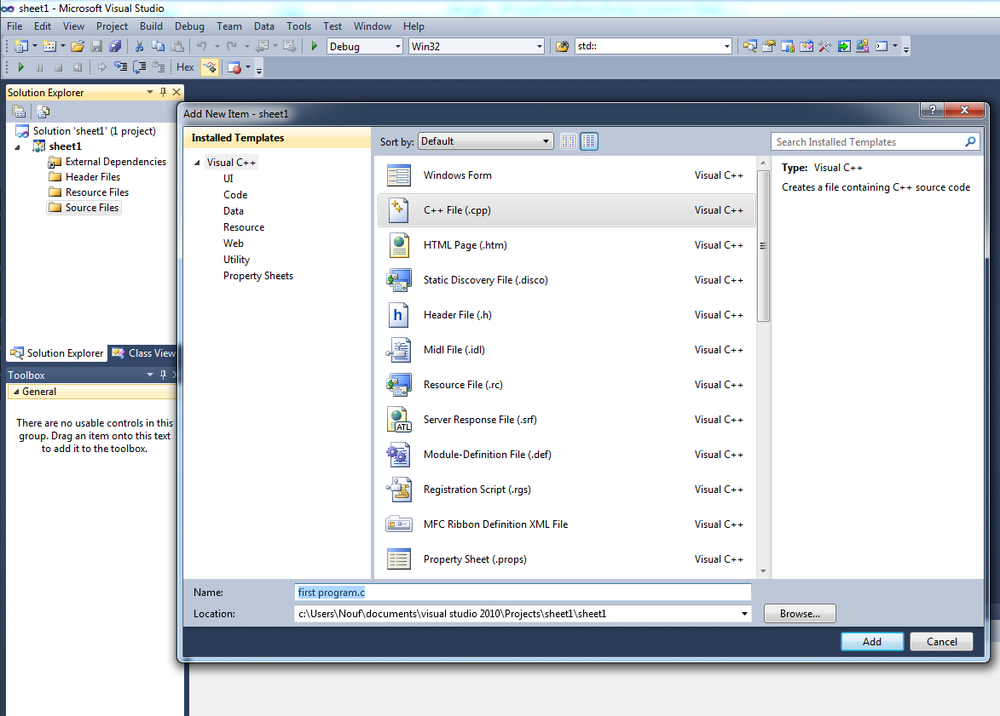 sheet1 - Microsoft Visual Studio
File Edit View Project Build Debug Team Data Tools Test Window Help
Debug Win32 std::
Hex
Solution Explorer
Solution 'sheet1' (1 project)
sheet1
External Dependencies
Header Files
Resource Files
Source Files
Solution Explorer Class View
Toolbox
General
There are no usable controls in this
group. Drag an item onto this text
to add it to the toolbox.
Add New Item - sheet1
Installed Templates
Visual C++
UI
Code
Data
Resource
Web
Utility
Property Sheets
Sort by: Default
Search Installed Templates
Windows Form Visual C++
C++ File (.cpp) Visual C++
HTML Page (.htm) Visual C++
Static Discovery File (.disco) Visual C++
h Header File (.h) Visual C++
Midl File (.idl) Visual C++
Resource File (.rc) Visual C++
ATL Server Response File (.srf) Visual C++
Module-Definition File (.def) Visual C++
Registration Script (.rgs) Visual C++
MFC Ribbon Definition XML File Visual C++
Property Sheet (.props) Visual C++
Type: Visual C++
Creates a file containing C++ source code
Name: first program.c
Location: c:\Users\Nouf\documents\visual studio 2010\Projects\sheet1\sheet1 Browse...
Add Cancel